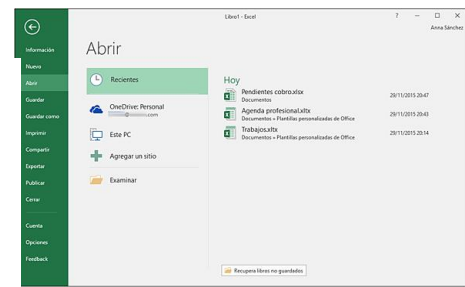 Libro1 - Excel
?
Anna Sánchez
Información
Nuevo
Abrir
Guardar
Guardar como
Imprimir
Compartir
Exportar
Publicar
Cerrar
Cuenta
Opciones
Feedback
Abrir
Recientes
OneDrive: Personal
.com
Este PC
Agregar un sitio
Examinar
Hoy
Pendientes cobro.xlsx
Documentos
29/11/2015 20:47
Agenda profesional.xltx
Documentos » Plantillas personalizadas de Office
29/11/2015 20:43
Trabajos.xltx
Documentos » Plantillas personalizadas de Office
29/11/2015 20:14
Recupera libros no guardados